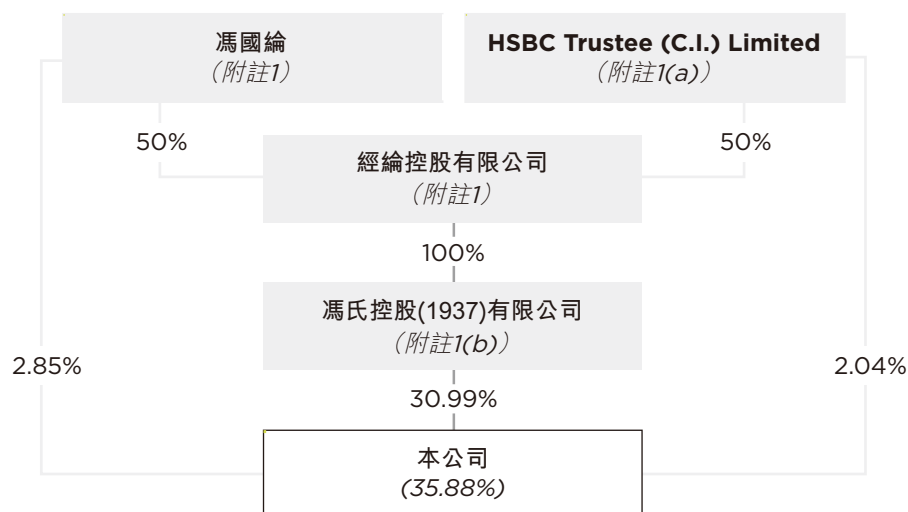 馮國綸
（附註1）
HSBC Trustee (C.I.) Limited
（附註1(a)）
50%
50%
經綸控股有限公司
（附註1）
100%
馮氏控股(1937)有限公司
（附註1(b)）
2.85%
2.04%
30.99%
本公司
(35.88%)